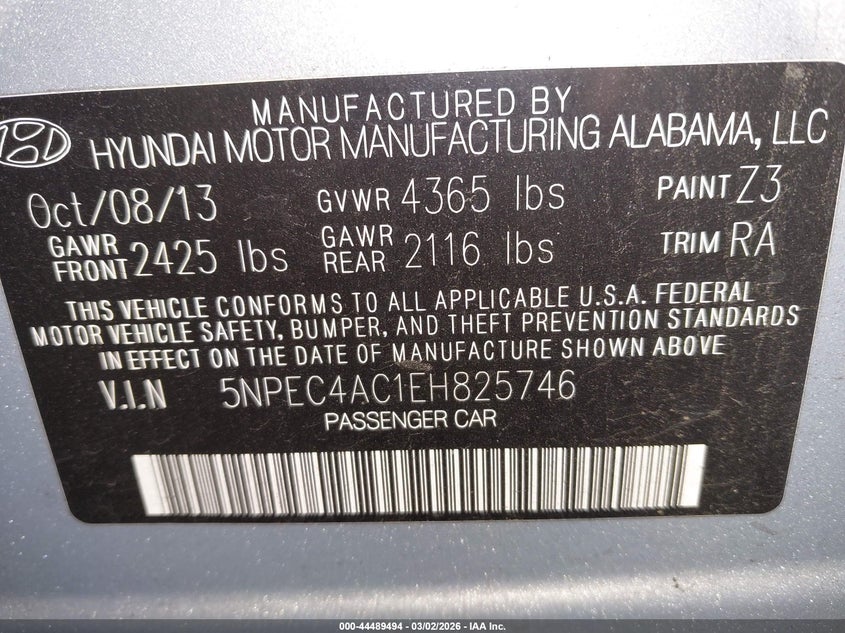 MANUFACTURED BY
HYUNDAI MOTOR MANUFACTURING ALABAMA, LLC
Oct/08/13 GVWR 4365 lbs PAINT Z3
GAWR FRONT 2425 lbs GAWR REAR 2116 lbs TRIM RA
THIS VEHICLE CONFORMS TO ALL APPLICABLE U.S.A. FEDERAL
MOTOR VEHICLE SAFETY, BUMPER, AND THEFT PREVENTION STANDARDS
IN EFFECT ON THE DATE OF MANUFACTURE SHOWN ABOVE
V.I.N 5NPEC4AC1EH825746
PASSENGER CAR
000-44489494 - 03/02/2026 - IAA Inc.